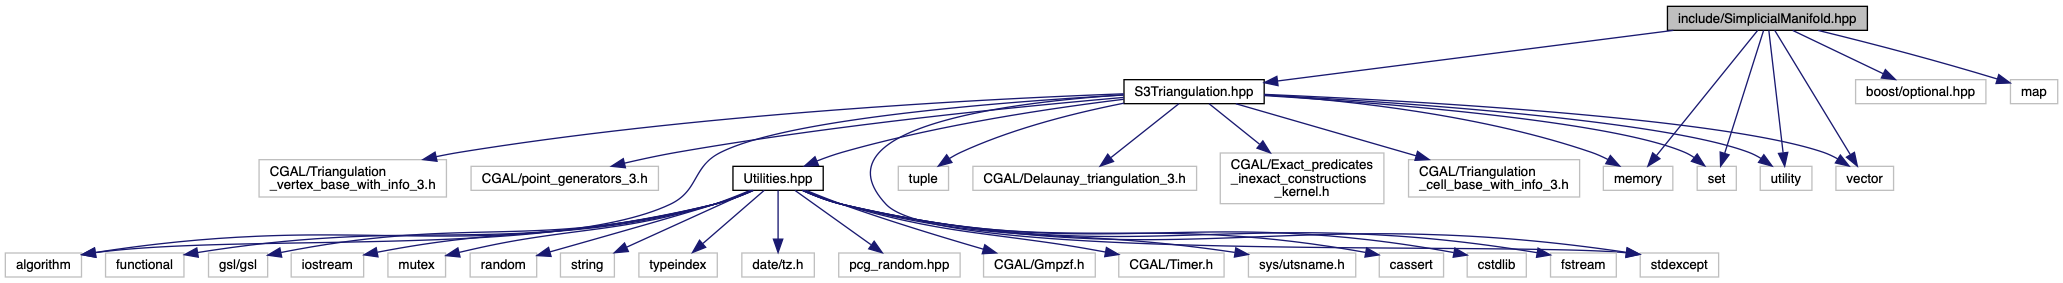 include/SimplicialManifold.hpp
S3Triangulation.hpp
boost/optional.hpp
map
CGAL/Triangulation
_vertex_base_with_info_3.h
CGAL/point_generators_3.h
Utilities.hpp
tuple
CGAL/Delaunay_triangulation_3.h
CGAL/Exact_predicates
_inexact_constructions
_kernel.h
CGAL/Triangulation
_cell_base_with_info_3.h
memory
set
utility
vector
algorithm
functional
gsl/gsl
iostream
mutex
random
string
typeindex
date/tz.h
pcg_random.hpp
CGAL/Gmpzf.h
CGAL/Timer.h
sys/utsname.h
cassert
cstdlib
fstream
stdexcept